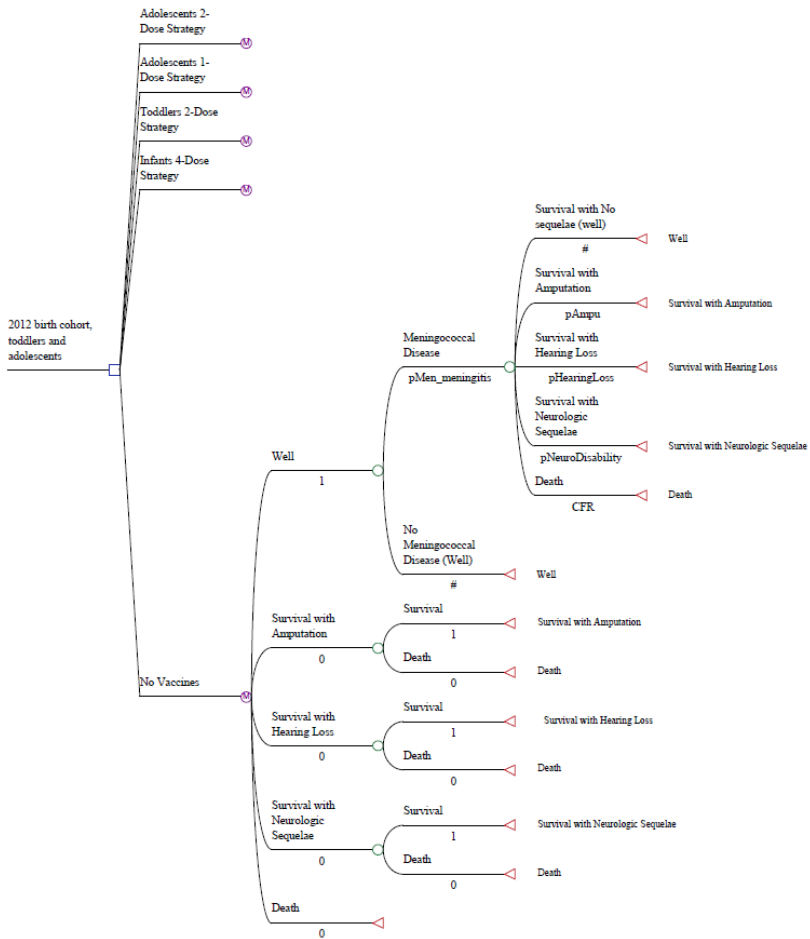 Adolescents 2-
Dose Strategy
M
Adolescents 1-
Dose Strategy
M
Toddlers 2-Dose
Strategy
M
Infants 4-Dose
Strategy
M
2012 birth cohort,
toddlers and
adolescents
No Vaccines
M
Well
1
Meningococcal
Disease
pMen_meningitis
Survival with No
sequelae (well)
#
Well
Survival with
Amputation
pAmpu
Survival with Amputation
Survival with
Hearing Loss
pHearingLoss
Survival with Hearing Loss
Survival with
Neurologic
Sequelae
pNeuroDisability
Survival with Neurologic Sequelae
Death
CFR
Death
No
Meningococcal
Disease (Well)
#
Well
Survival with
Amputation
0
Survival
1
Survival with Amputation
Death
0
Death
Survival with
Hearing Loss
0
Survival
1
Survival with Hearing Loss
Death
0
Death
Survival with
Neurologic
Sequelae
0
Survival
1
Survival with Neurologic Sequelae
Death
0
Death
Death
0